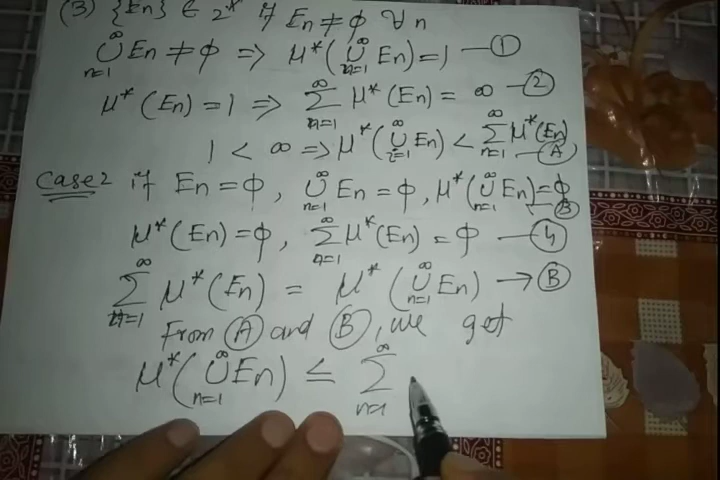 (3) {En} ∈ 2^x if En ≠ ϕ ∀ n
∞⋃n=1 En ≠ ϕ => μ*(∞⋃n=1 En) = 1 —①
μ*(En) = 1 => ∞∑n=1 μ*(En) = ∞ —②
1 < ∞ => μ*(∞⋃i=1 En) < ∞∑n=1 μ*(En) —Ⓐ
Case 2 if En = ϕ, ∞⋃n=1 En = ϕ, μ*(∞⋃n=1 En) = ϕ —③
μ*(En) = ϕ, ∞∑n=1 μ*(En) = ϕ —④
∞∑n=1 μ*(En) = μ*(∞⋃n=1 En) → Ⓑ
From Ⓐ and Ⓑ, we get
μ*(∞⋃n=1 En) ≤ ∞∑n=1